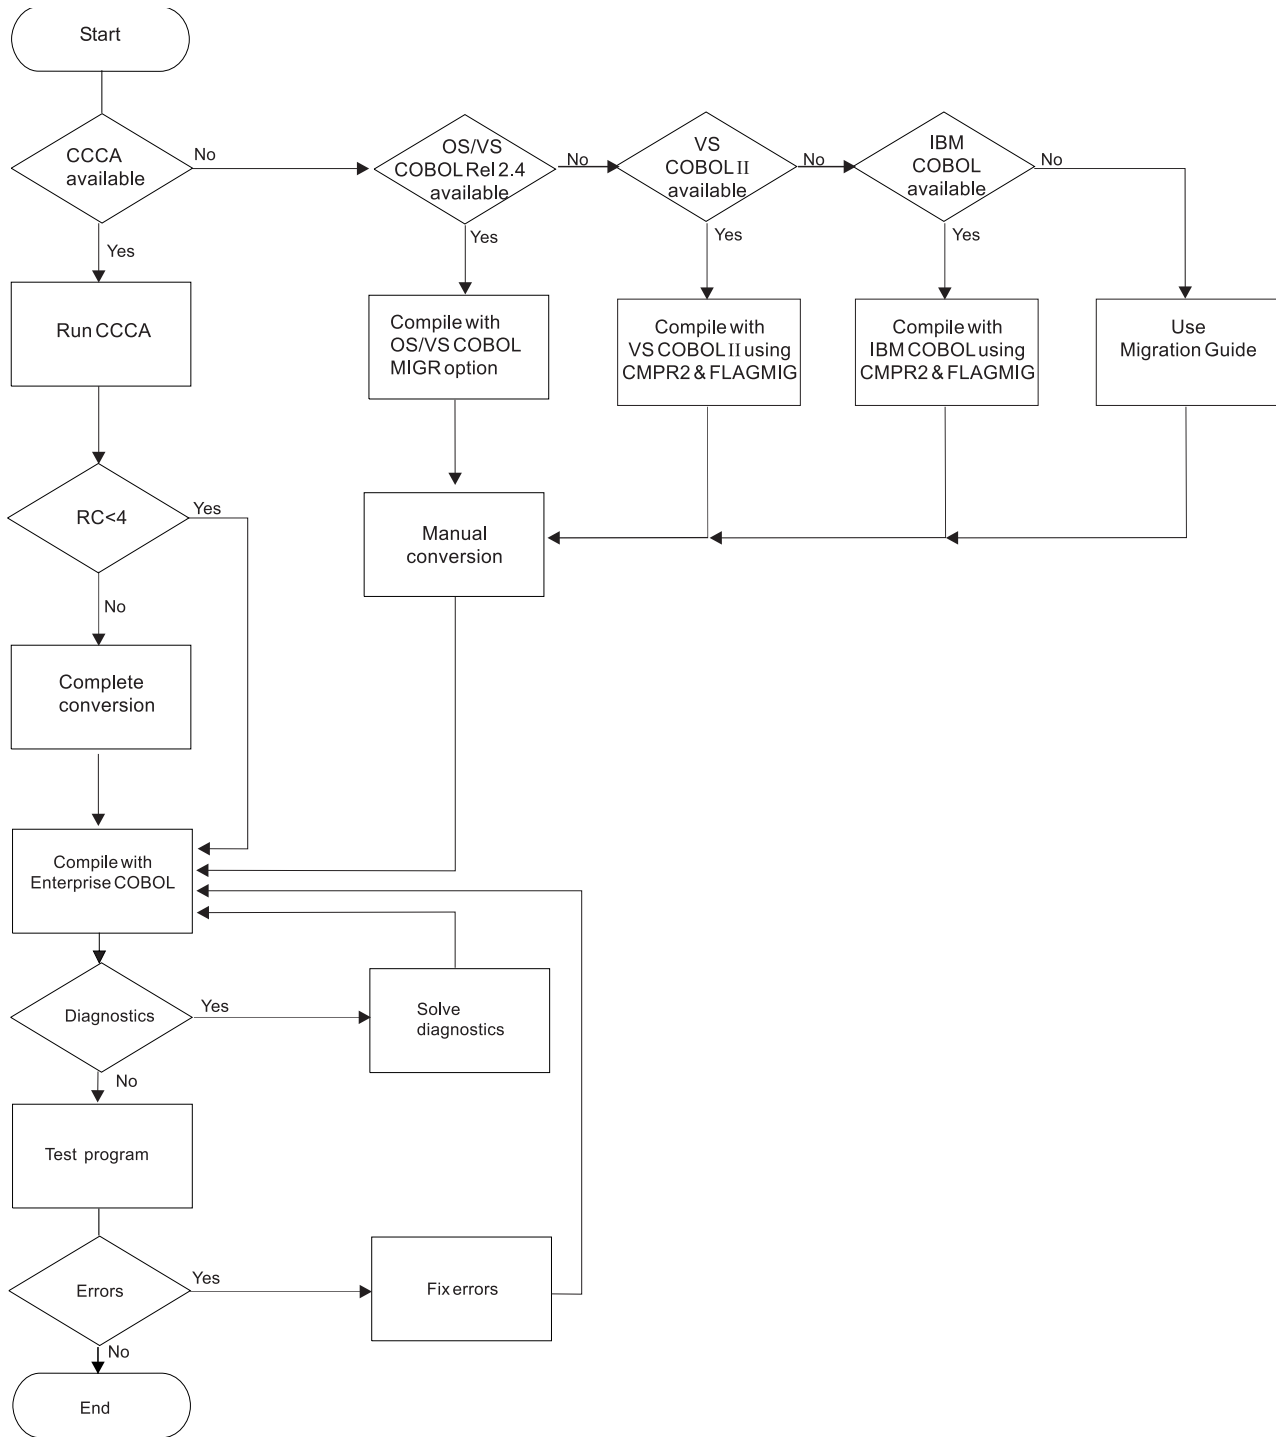 Start
CCCA
available
No
OS/VS
COBOL Rel 2.4
available
No
VS
COBOL II
available
No
IBM
COBOL
available
No
Yes
Yes
Yes
Yes
Run CCCA
Compile with
OS/VS COBOL
MIGR option
Compile with
VS COBOL II using
CMPR2 & FLAGMIG
Compile with
IBM COBOL using
CMPR2 & FLAGMIG
Use
Migration Guide
RC<4
Yes
Manual
conversion
No
Complete
conversion
Compile with
Enterprise COBOL
Diagnostics
Yes
Solve
diagnostics
No
Test program
Errors
Yes
Fix errors
No
End